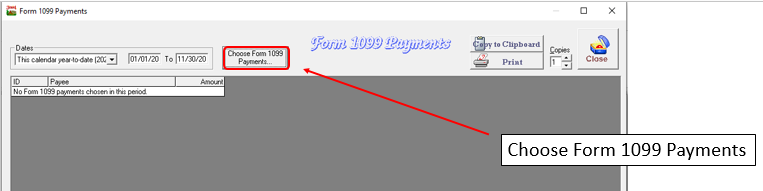 Form 1099 Payments
Form 1099 Payments
Copy to Clipboard
Print
Copies
1
Close
Dates
This calendar year-to-date (202
01/01/20 To 11/30/20
Choose Form 1099
Payments...
ID Payee Amount
No Form 1099 payments chosen in this period.
Choose Form 1099 Payments